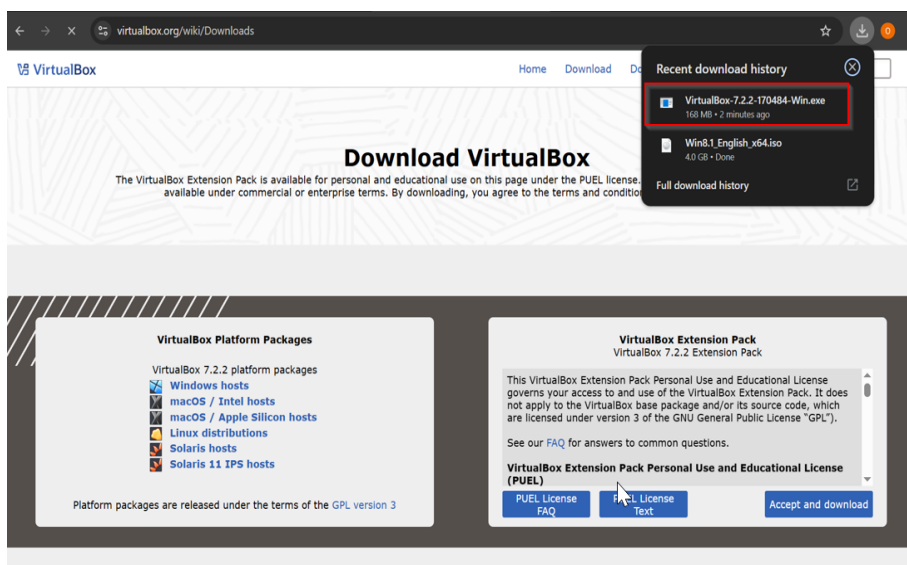 virtualbox.org/wiki/Downloads
VirtualBox
Home Download
Recent download history
VirtualBox-7.2.2-170484-Win.exe
168 MB • 2 minutes ago
Win8.1_English_x64.iso
4.0 GB • Done
Full download history
Download VirtualBox
The VirtualBox Extension Pack is available for personal and educational use on this page under the PUEL license.
available under commercial or enterprise terms. By downloading, you agree to the terms and
VirtualBox Platform Packages
VirtualBox 7.2.2 platform packages
Windows hosts
macOS / Intel hosts
macOS / Apple Silicon hosts
Linux distributions
Solaris hosts
Solaris 11 IPS hosts
Platform packages are released under the terms of the GPL version 3
VirtualBox Extension Pack
VirtualBox 7.2.2 Extension Pack
This VirtualBox Extension Pack Personal Use and Educational License
governs your access to and use of the VirtualBox Extension Pack. It does
not apply to the VirtualBox base package and/or its source code, which
are licensed under version 3 of the GNU General Public License “GPL”).
See our FAQ for answers to common questions.
VirtualBox Extension Pack Personal Use and Educational License
(PUEL)
PUEL License
FAQ
License
Text
Accept and download